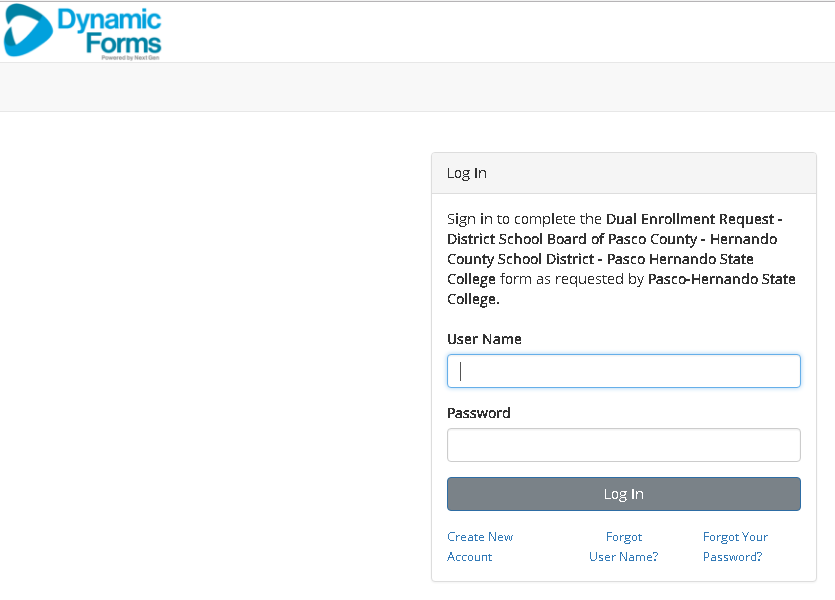 Dynamic
Forms
Powered by Next Gen
Log In
Sign in to complete the Dual Enrollment Request -
District School Board of Pasco County - Hernando
County School District - Pasco Hernando State
College form as requested by Pasco-Hernando State
College.
User Name
Password
Log In
Create New
Account
Forgot
User Name?
Forgot Your
Password?